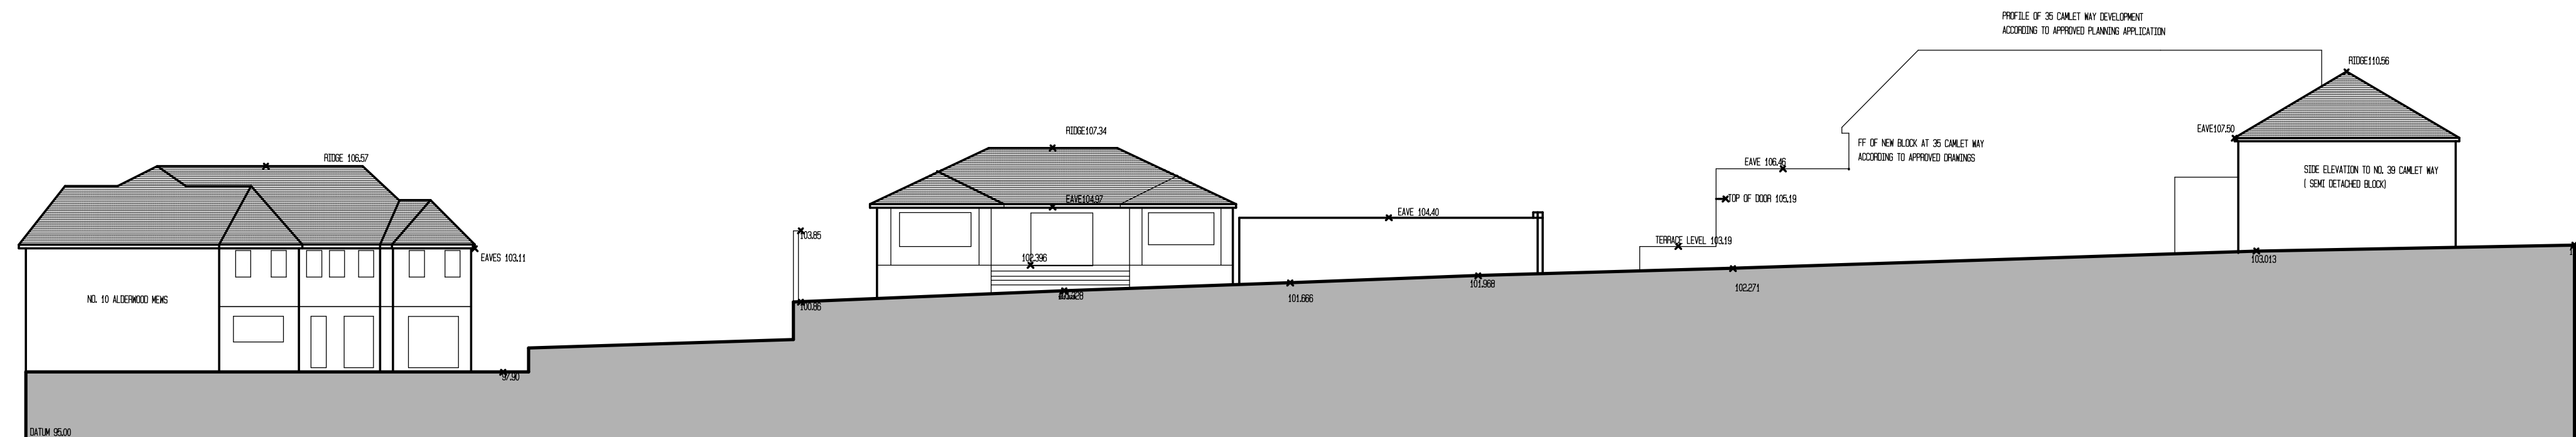 PROFILE OF 35 CAMLET WAY DEVELOPMENT
ACCORDING TO APPROVED PLANNING APPLICATION
RIDGE110.56
RIDGE107.34
EAVE107.50
RIDGE 106.57
FF OF NEW BLOCK AT 35 CAMLET WAY
ACCORDING TO APPROVED DRAWINGS
EAVE 106.46
SIDE ELEVATION TO NO. 39 CAMLET WAY
( SEMI DETACHED BLOCK)
EAVE104.97
TOP OF DOOR 105.19
EAVE 104.40
103.85
TERRACE LEVEL 103.19
EAVES 103.11
102.396
103.013
102.271
101.968
NO. 10 ALDERWOOD MEWS
101.666
100.86
97.90
DATUM 95.00